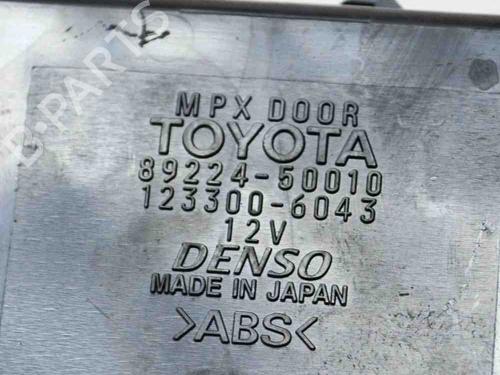 MPX DOOR
TOYOTA
89224-50010
123300-6043
12V
DENSO
MADE IN JAPAN
>ABS<
B-PARTS